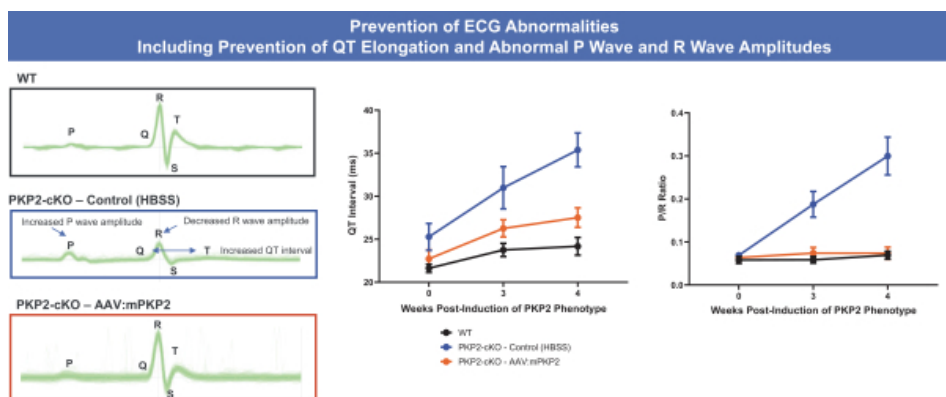 Prevention of ECG Abnormalities
Including Prevention of QT Elongation and Abnormal P Wave and R Wave Amplitudes
WT
P
Q
R
S
T
PKP2-cKO – Control (HBSS)
Increased P wave amplitude
Decreased R wave amplitude
Increased QT interval
P
Q
R
S
T
PKP2-cKO – AAV:mPKP2
P
Q
R
S
T
QT Interval (ms)
40
35
30
25
20
0
3
4
Weeks Post-Induction of PKP2 Phenotype
WT
PKP2-cKO - Control (HBSS)
PKP2-cKO - AAV:mPKP2
P/R Ratio
0.4
0.3
0.2
0.1
0.0
0
3
4
Weeks Post-Induction of PKP2 Phenotype